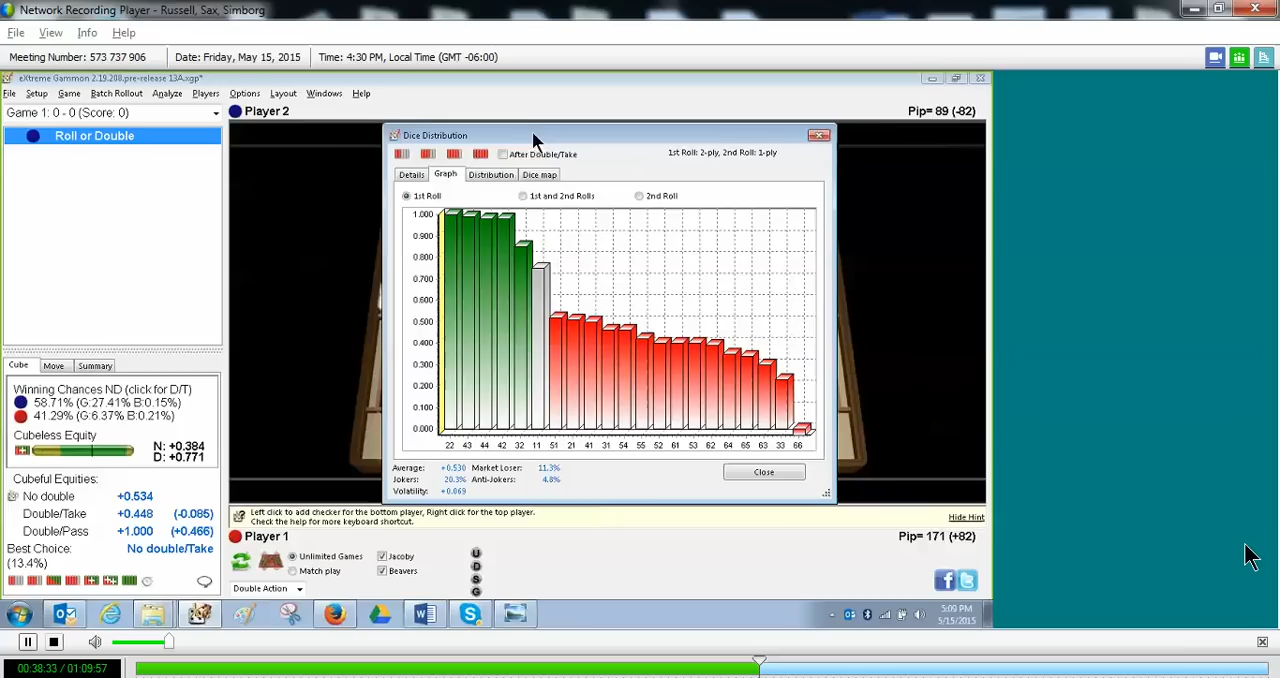 Network Recording Player - Russell, Sax, Simborg
File View Info Help
Meeting Number: 573 737 906 Date: Friday, May 15, 2015 Time: 4:30 PM, Local Time (GMT -06:00)
eXtreme Gammon 2.19.208.pre-release 13A.xgp*
File Setup Game Batch Rollout Analyze Players Options Layout Windows Help
Game 1: 0 - 0 (Score: 0)
Player 2
Pip= 89 (-82)
Roll or Double
Dice Distribution
After Double/Take
1st Roll: 2-ply, 2nd Roll: 1-ply
Details Graph Distribution Dice map
1st Roll 1st and 2nd Rolls 2nd Roll
1.000
0.900
0.800
0.700
0.600
0.500
0.400
0.300
0.200
0.100
0.000
22 43 44 42 32 11 51 21 41 31 54 55 52 61 53 62 64 65 63 33 66
Average: +0.530 Market Loser: 11.3%
Jokers: 20.3% Anti-Jokers: 4.8%
Volatility: +0.069
Close
Cube Move Summary
Winning Chances ND (click for D/T)
58.71% (G:27.41% B:0.15%)
41.29% (G:6.37% B:0.21%)
Cubeless Equity
N: +0.384
D: +0.771
Cubeful Equities:
No double +0.534
Double/Take +0.448 (-0.085)
Double/Pass +1.000 (+0.466)
Best Choice: No double/Take
(13.4%)
Left click to add checker for the bottom player, Right click for the top player.
Check the help for more keyboard shortcut.
Hide Hint
Player 1
Pip= 171 (+82)
Unlimited Games Jacoby
Match play Beavers
Double Action
U
D
S
G
5:09 PM
5/15/2015
00:38:33 / 01:09:57